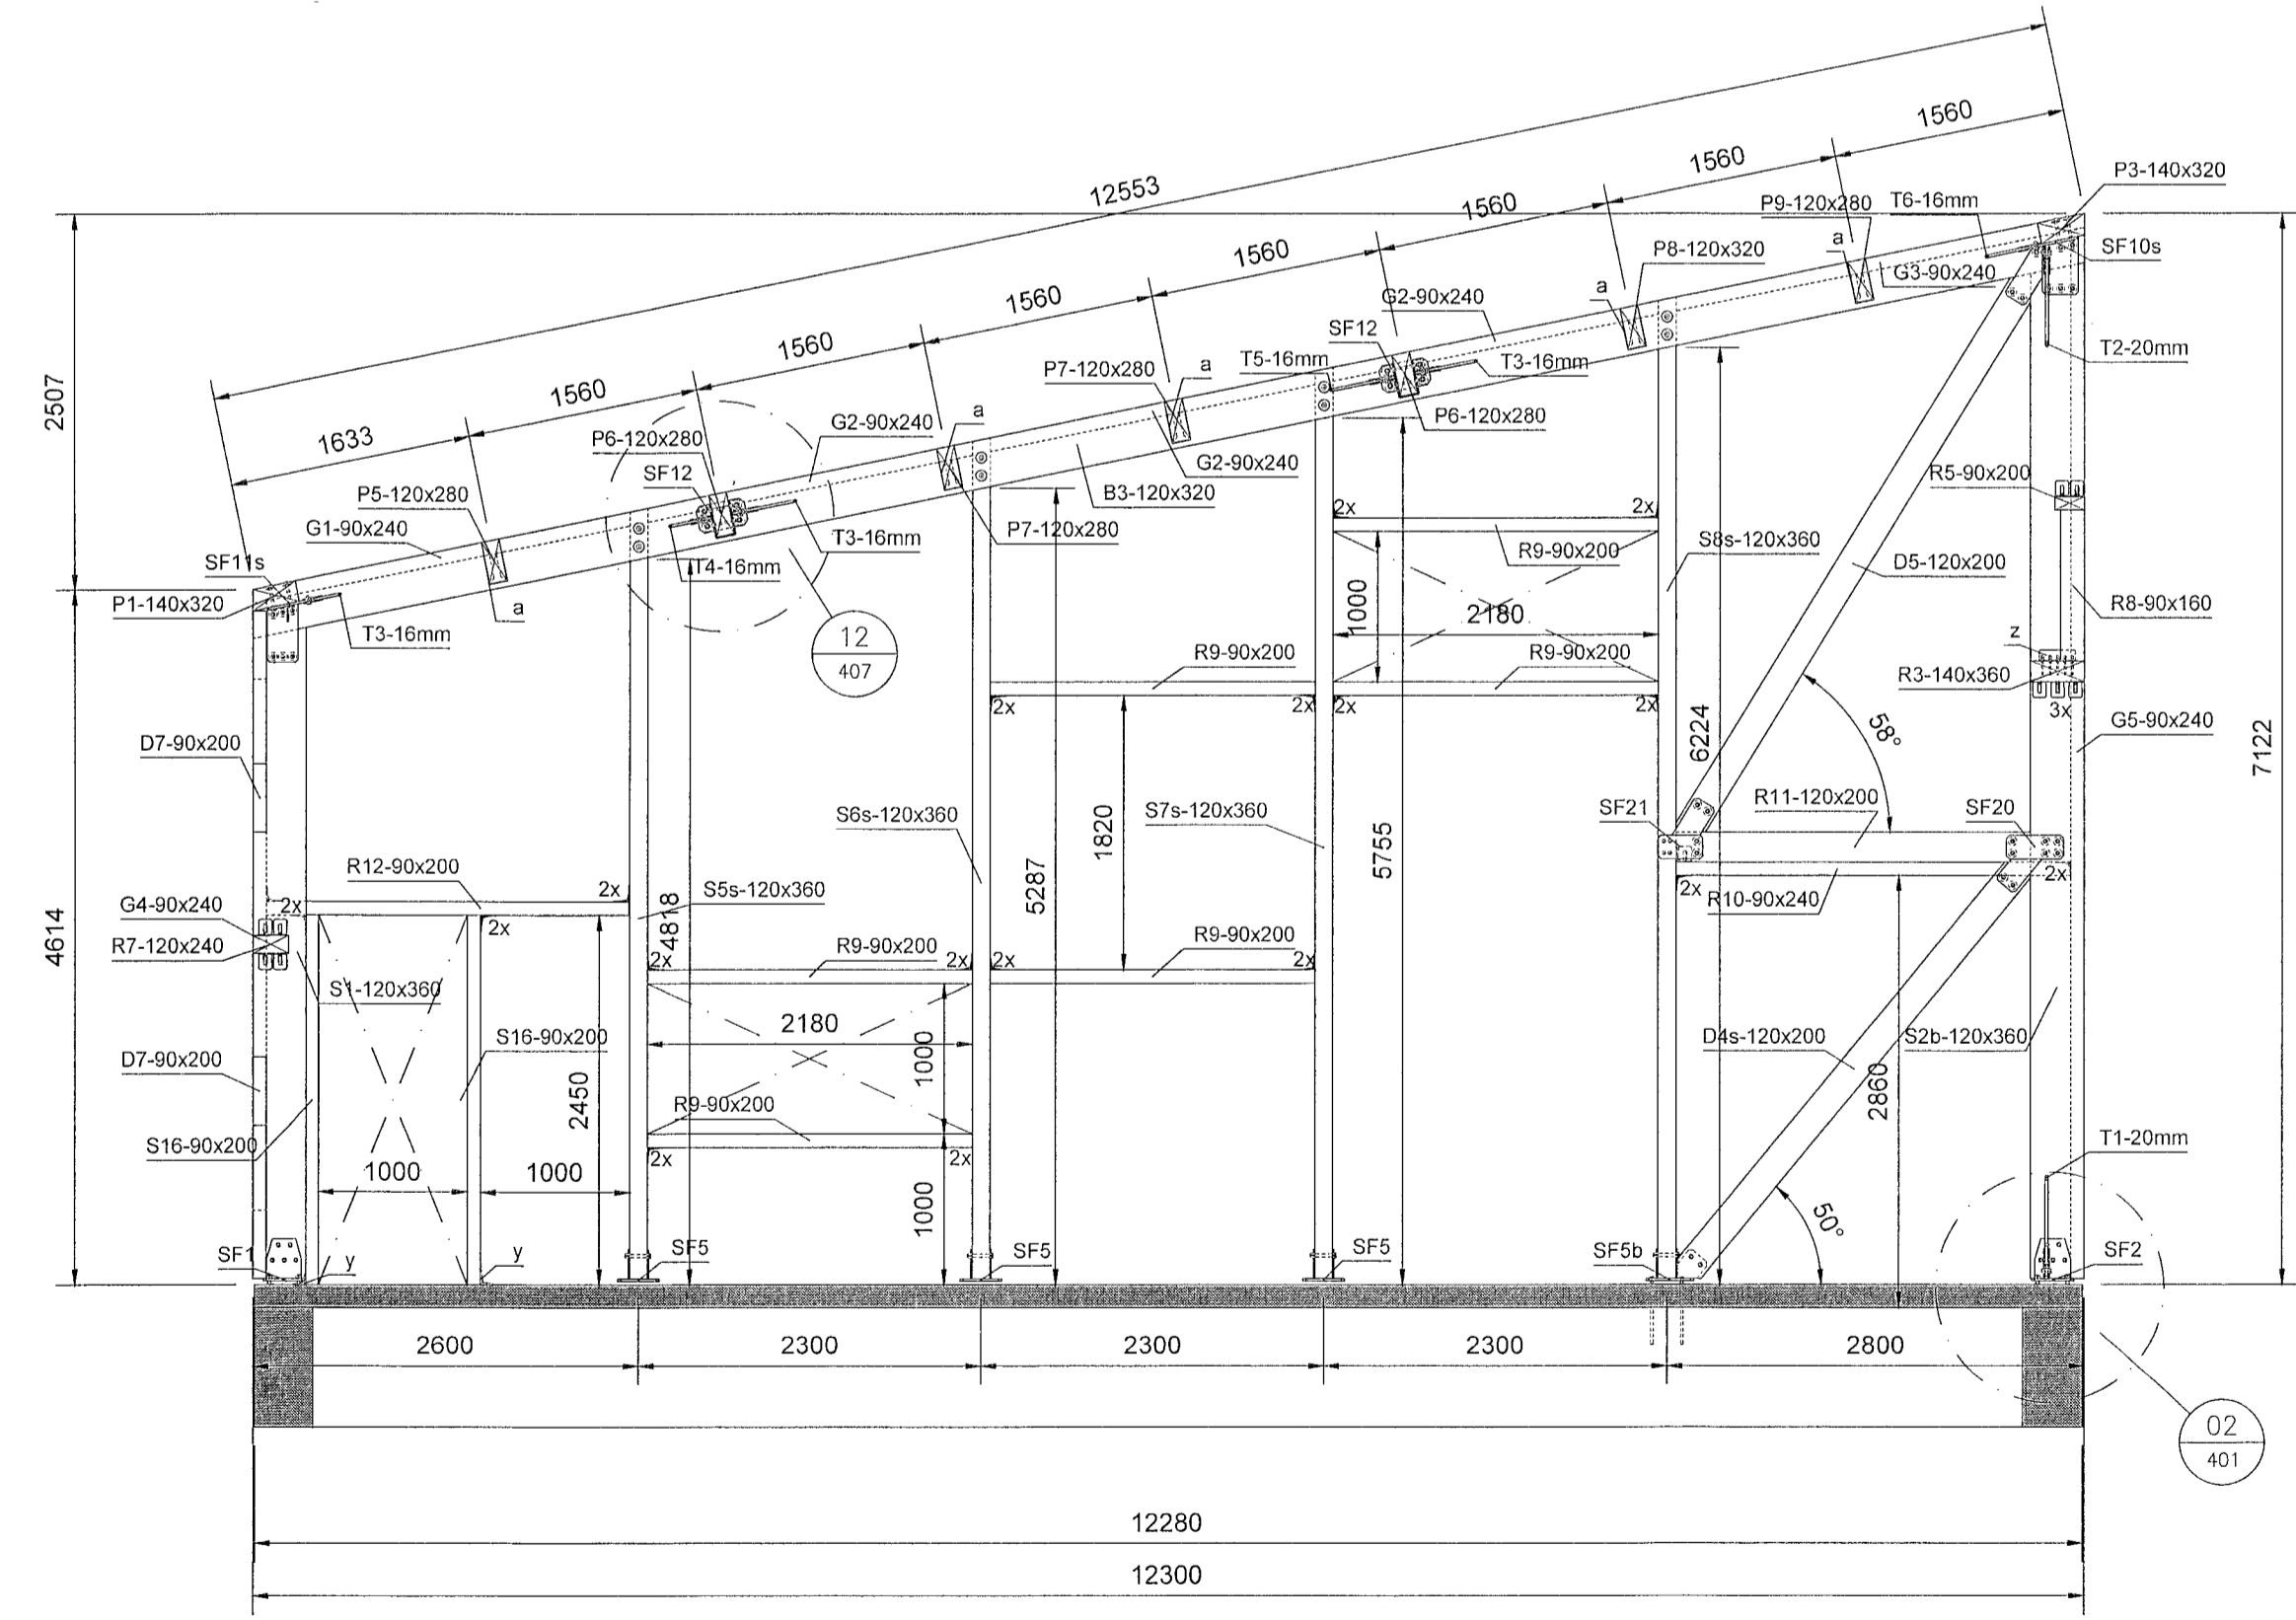 12553
1560
1560
P3-140x320
P9-120x280
T6-16mm
1560
SF10s
P8-120x320
a
G3-90x240
1560
a
G2-90x240
1560
SF12
T2-20mm
1560
T5-16mm
T3-16mm
P7-120x280
a
2507
1560
P6-120x280
a
G2-90x240
1633
P6-120x280
G2-90x240
SF12
B3-120x320
R5-90x200
P5-120x280
G1-90x240
P7-120x280
2x
2x
T3-16mm
R9-90x200
S8s-120x360
SF11s
T4-16mm
D5-120x200
P1-140x320
a
1000
2180
R8-90x160
T3-16mm
12
407
z
R9-90x200
R9-90x200
R3-140x360
2x
2x
2x
2x
3x
G5-90x240
6224
58°
7122
D7-90x200
1820
S6s-120x360
S7s-120x360
5755
R11-120x200
SF21
SF20
R12-90x200
5287
2x
S5s-120x360
2x
2x
R10-90x240
2x
G4-90x240
4818
2x
R7-120x240
4614
R9-90x200
R9-90x200
2x
2x
2x
2x
S1-120x360
2180
1000
S16-90x200
D4s-120x200
S2b-120x360
D7-90x200
2450
2860
R9-90x200
T1-20mm
S16-90x200
1000
1000
2x
2x
1000
50°
SF1
y
y
SF5
SF5
SF5
SF5b
SF2
2600
2300
2300
2300
2800
02
401
12280
12300